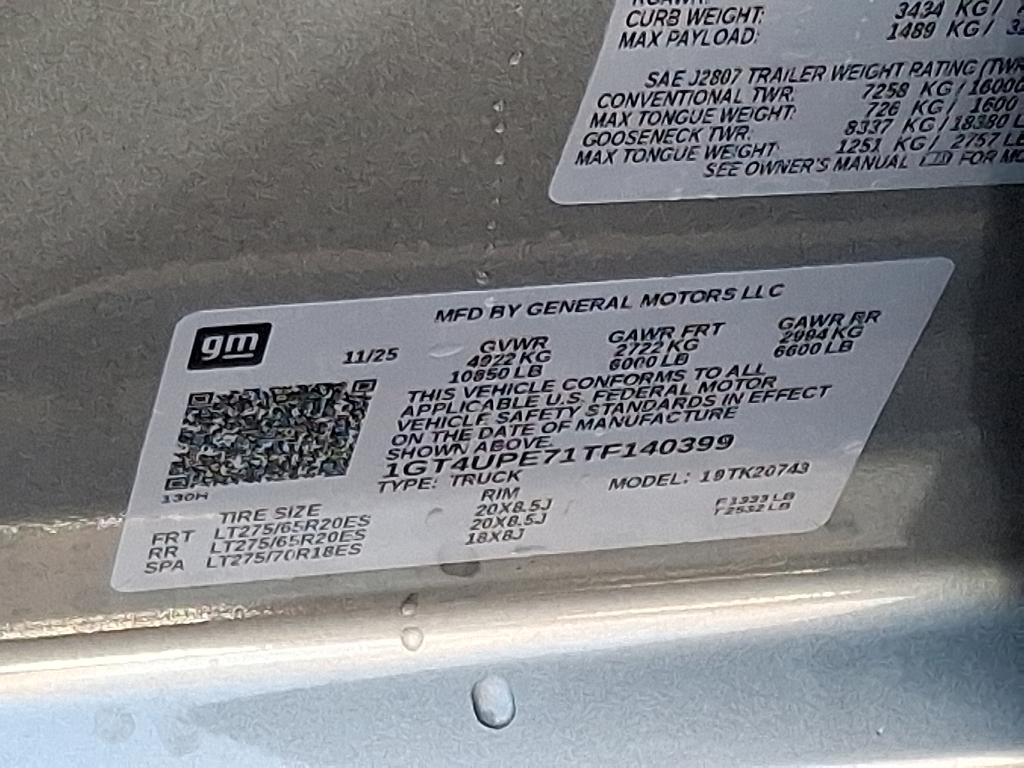 CURB WEIGHT: 3434 KG/
MAX PAYLOAD: 1489 KG/
SAE J2807 TRAILER WEIGHT RATING (TWR
CONVENTIONAL TWR: 7258 KG/16000
MAX TONGUE WEIGHT: 726 KG/ 1600
GOOSENECK TWR: 8337 KG/18380 L
MAX TONGUE WEIGHT: 1251 KG/ 2757 LB
SEE OWNER'S MANUAL FOR MO
gm
MFD BY GENERAL MOTORS LLC
11/25 GVWR GAWR FRT GAWR RR
4922 KG 2722 KG 2994 KG
10850 LB 6000 LB 6600 LB
THIS VEHICLE CONFORMS TO ALL
APPLICABLE U.S. FEDERAL MOTOR
VEHICLE SAFETY STANDARDS IN EFFECT
ON THE DATE OF MANUFACTURE
SHOWN ABOVE.
1GT4UPE71TF140399
TYPE: TRUCK MODEL: 19TK20743
130H
TIRE SIZE RIM
FRT LT275/65R20ES 20X8.5J
RR LT275/65R20ES 20X8.5J
SPA LT275/70R18ES 18X8J
F1333 LB